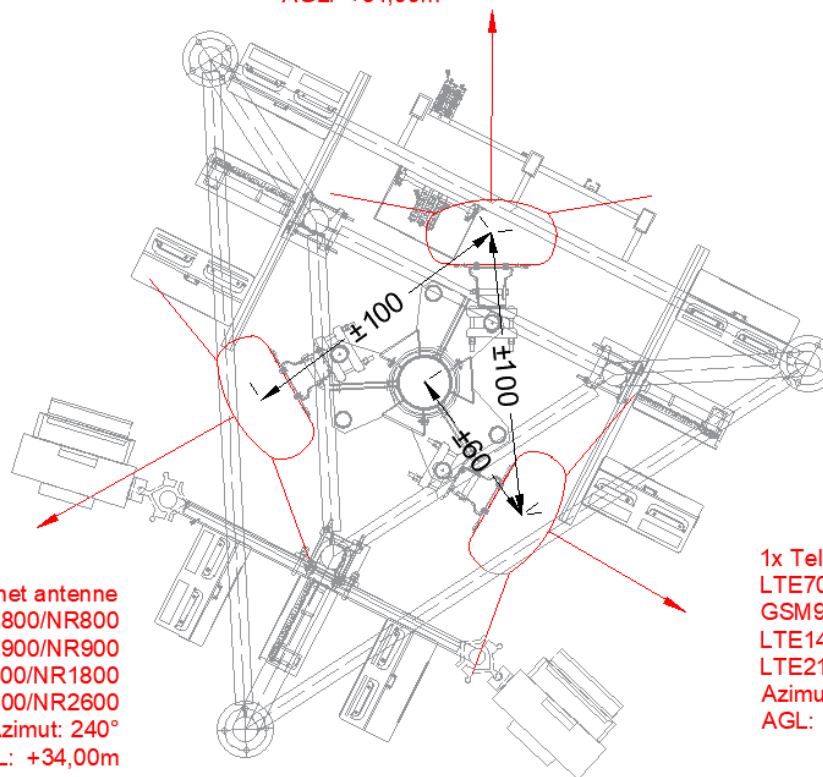 ±100
±100
±60
net antenne
800/NR800
900/NR900
00/NR1800
00/NR2600
Azimut: 240°
L: +34,00m
1x Tel
LTE70
GSM9
LTE14
LTE21
Azimu
AGL: